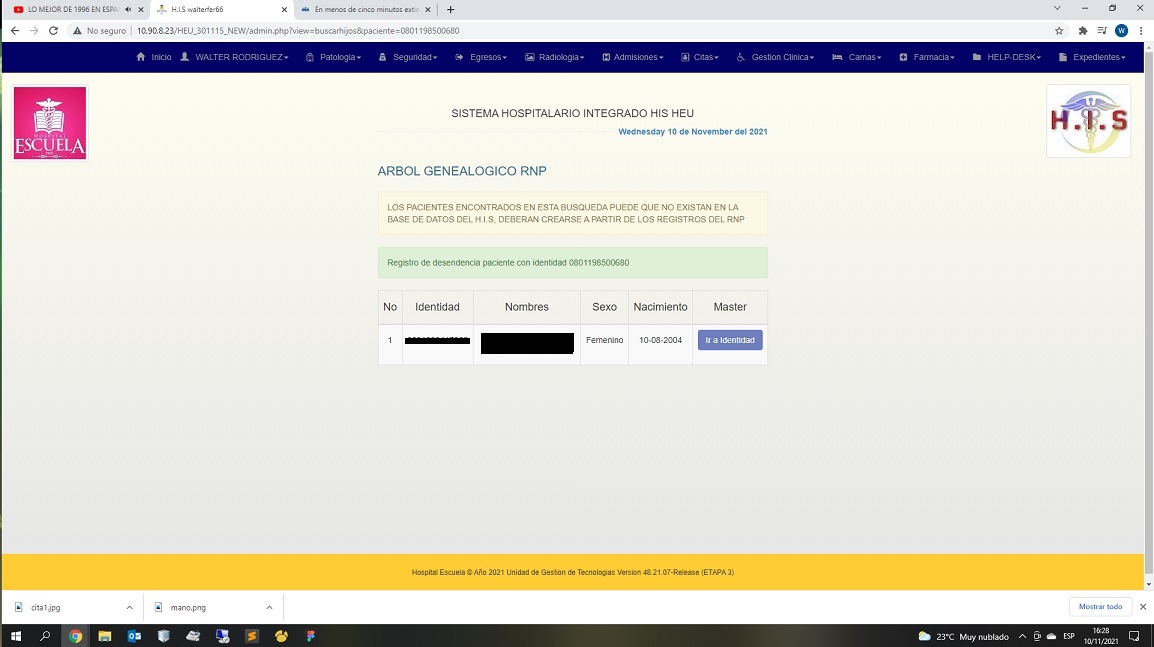 LO MEJOR DE 1996 EN ESPA
H.I.S walterfer66
En menos de cinco minutos extie
No seguro
10.90.8.23/HEU_301115_NEW/admin.php?view=buscarhijos&paciente=0801198500680
W
Inicio
WALTER RODRIGUEZ
Patologia
Seguridad
Egresos
Radiologia
Admisiones
Citas
Gestion Clinica
Camas
Farmacia
HELP-DESK
Expedientes
HOSPITAL
ESCUELA
SISTEMA HOSPITALARIO INTEGRADO HIS HEU
Wednesday 10 de November del 2021
H.I.S
ARBOL GENEALOGICO RNP
LOS PACIENTES ENCONTRADOS EN ESTA BUSQUEDA PUEDE QUE NO EXISTAN EN LA
BASE DE DATOS DEL H.I.S, DEBERAN CREARSE A PARTIR DE LOS REGISTROS DEL RNP
Registro de desendencia paciente con identidad 0801198500680
No Identidad Nombres Sexo Nacimiento Master
1 Femenino 10-08-2004 Ir a Identidad
Hospital Escuela © Año 2021 Unidad de Gestion de Tecnologias Version 48.21.07-Release (ETAPA 3)
cita1.jpg
mano.png
Mostrar todo
23°C Muy nublado
ESP
16:28
10/11/2021